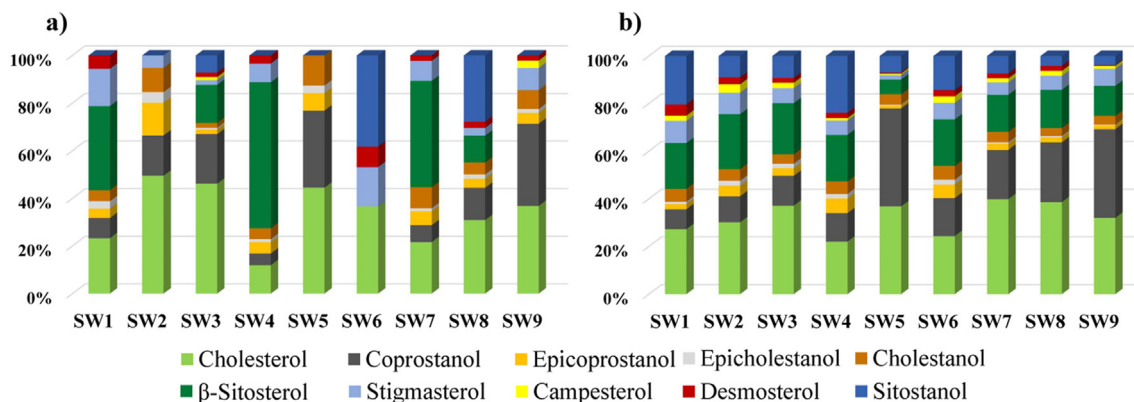 a)
100%
80%
60%
40%
20%
0%
SW1 SW2 SW3 SW4 SW5 SW6 SW7 SW8 SW9
b)
100%
80%
60%
40%
20%
0%
SW1 SW2 SW3 SW4 SW5 SW6 SW7 SW8 SW9
Cholesterol Coprostanol Epicoprostanol Epicholestanol Cholestanol
β-Sitosterol Stigmasterol Campesterol Desmosterol Sitostanol